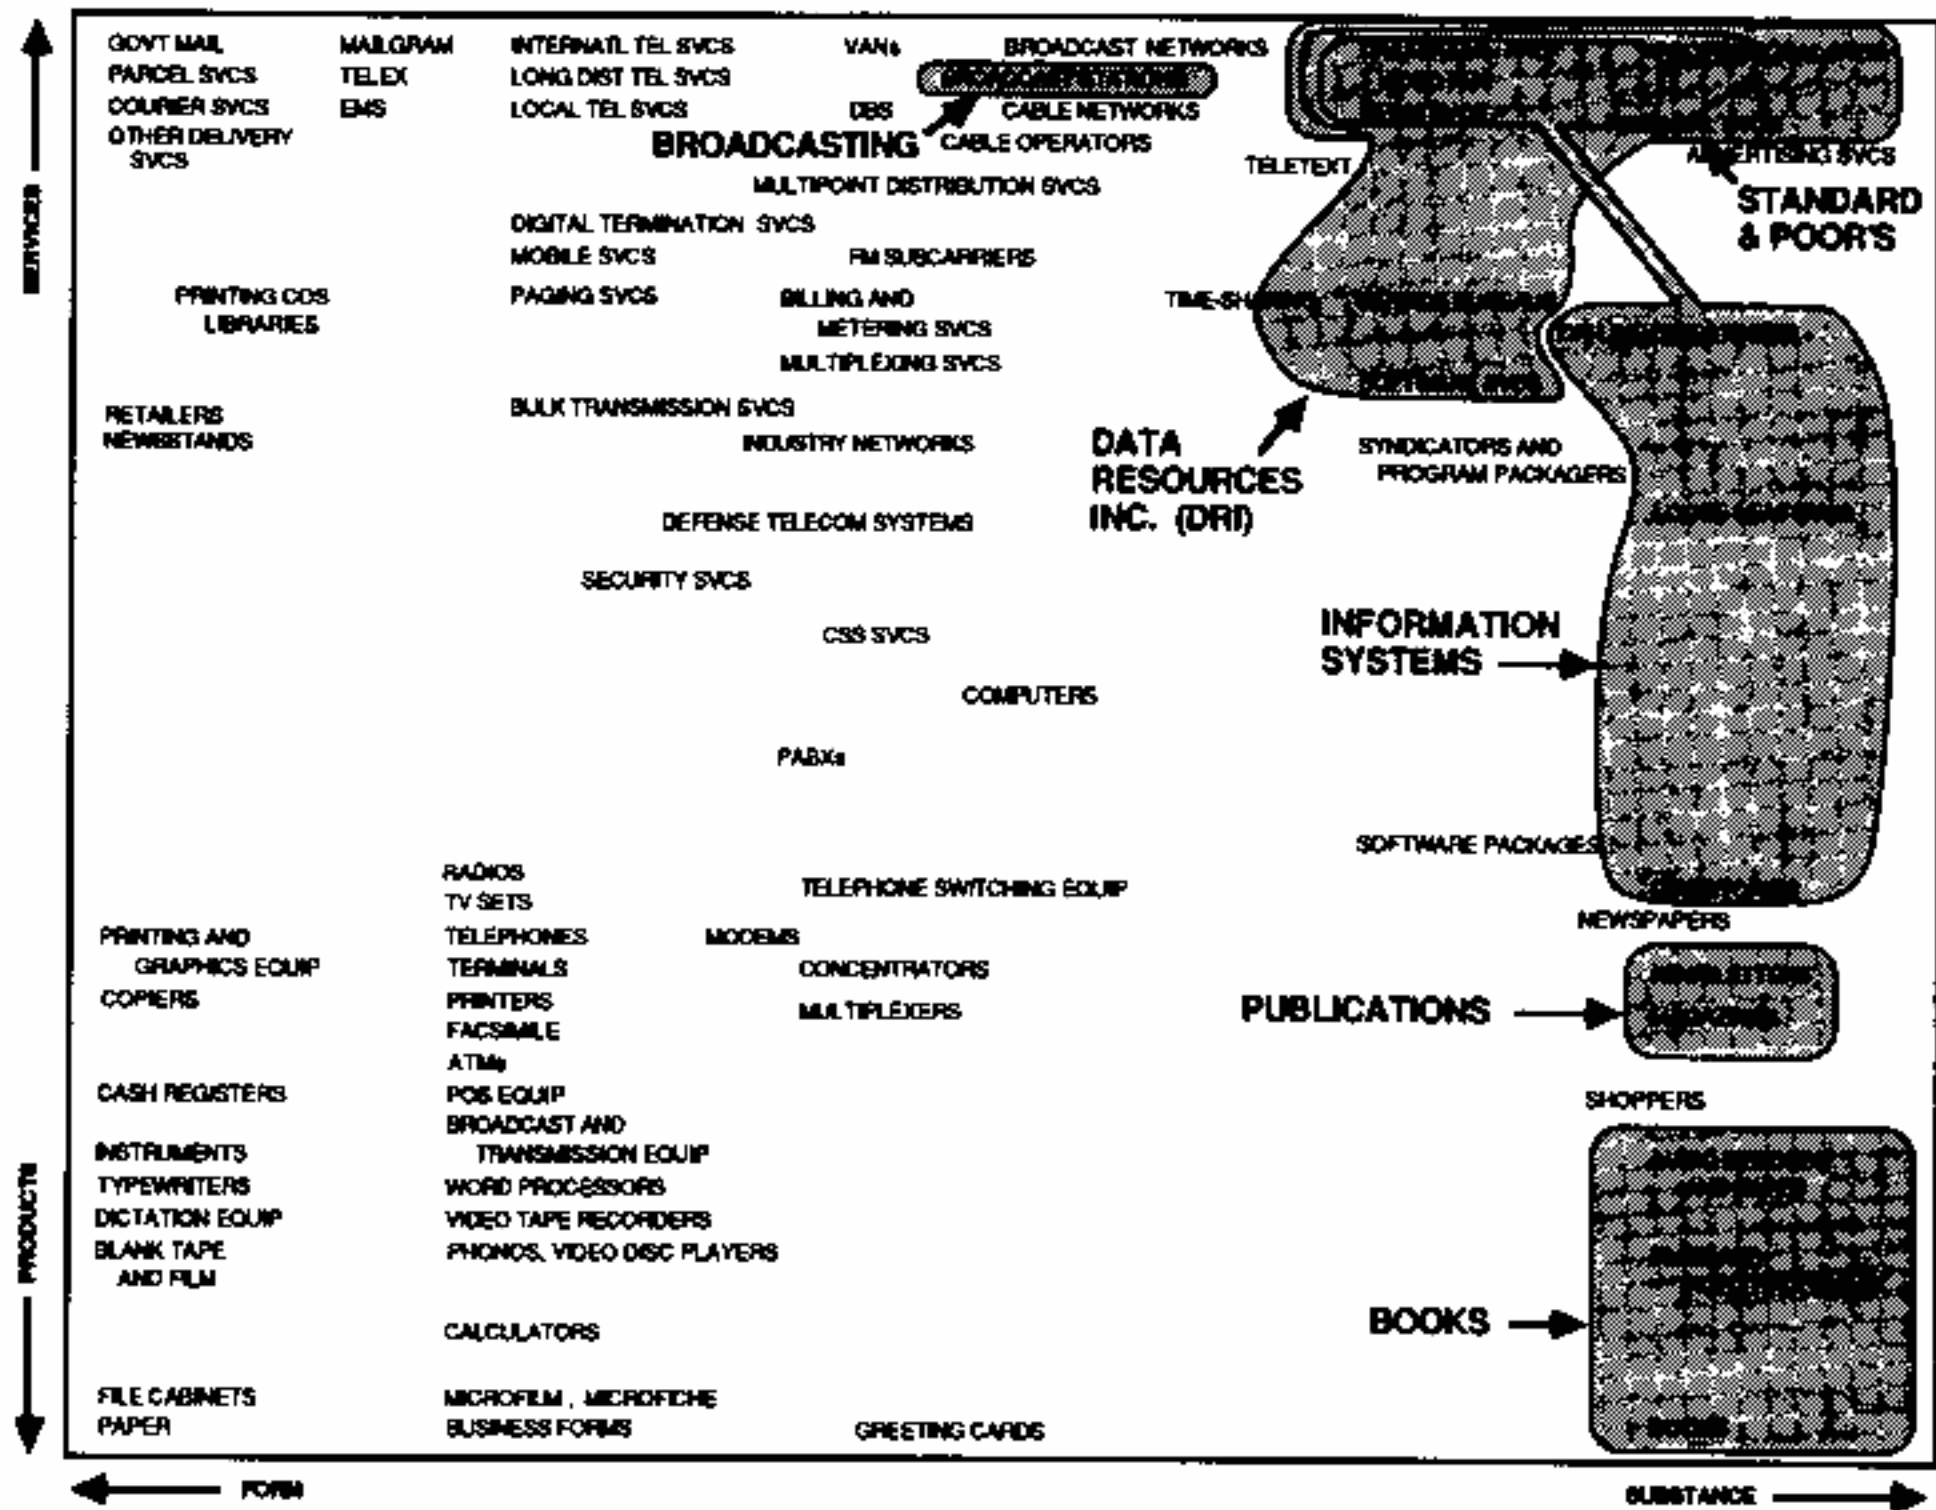 GOVT MAIL
MAILGRAM
INTERNATL TEL SVCS
VANs
BROADCAST NETWORKS
PARCEL SVCS
TELEX
LONG DIST TEL SVCS
COURIER SVCS
EMS
LOCAL TEL SVCS
DBS
CABLE NETWORKS
OTHER DELIVERY
SVCS
BROADCASTING
CABLE OPERATORS
TELETEXT
ADVERTISING SVCS
MULTIPOINT DISTRIBUTION SVCS
STANDARD
& POOR'S
DIGITAL TERMINATION SVCS
SERVICES
MOBILE SVCS
FM SUBCARRIERS
PRINTING COS
PAGING SVCS
BILLING AND
LIBRARIES
METERING SVCS
MULTIPLEXING SVCS
SOFTWARE SVCS
RETAILERS
BULK TRANSMISSION SVCS
NEWSSTANDS
INDUSTRY NETWORKS
DATA
RESOURCES
INC. (DRI)
SYNDICATORS AND
PROGRAM PACKAGERS
DEFENSE TELECOM SYSTEMS
SECURITY SVCS
CSS SVCS
INFORMATION
SYSTEMS
COMPUTERS
PABXs
SOFTWARE PACKAGES
RADIOS
TV SETS
TELEPHONE SWITCHING EQUIP
NEWSPAPERS
PRINTING AND
GRAPHICS EQUIP
TELEPHONES
MODEMS
TERMINALS
CONCENTRATORS
COPIERS
PRINTERS
MULTIPLEXERS
PUBLICATIONS
FACSIMILE
ATMs
CASH REGISTERS
POS EQUIP
SHOPPERS
BROADCAST AND
TRANSMISSION EQUIP
INSTRUMENTS
TYPEWRITERS
WORD PROCESSORS
PRODUCTS
DICTATION EQUIP
VIDEO TAPE RECORDERS
BLANK TAPE
AND FILM
PHONOS, VIDEO DISC PLAYERS
CALCULATORS
BOOKS
FILE CABINETS
MICROFILM, MICROFICHE
PAPER
BUSINESS FORMS
GREETING CARDS
FORM
SUBSTANCE